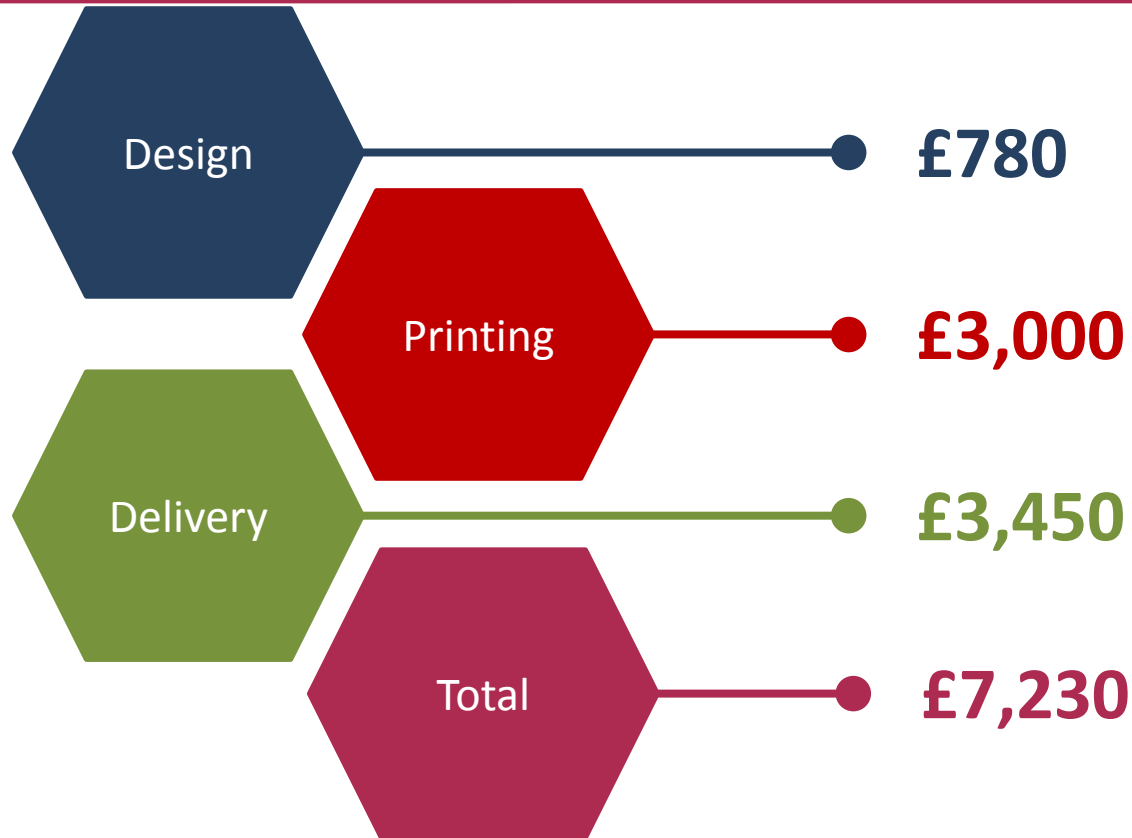 Design
£780
Printing
£3,000
Delivery
£3,450
Total
£7,230